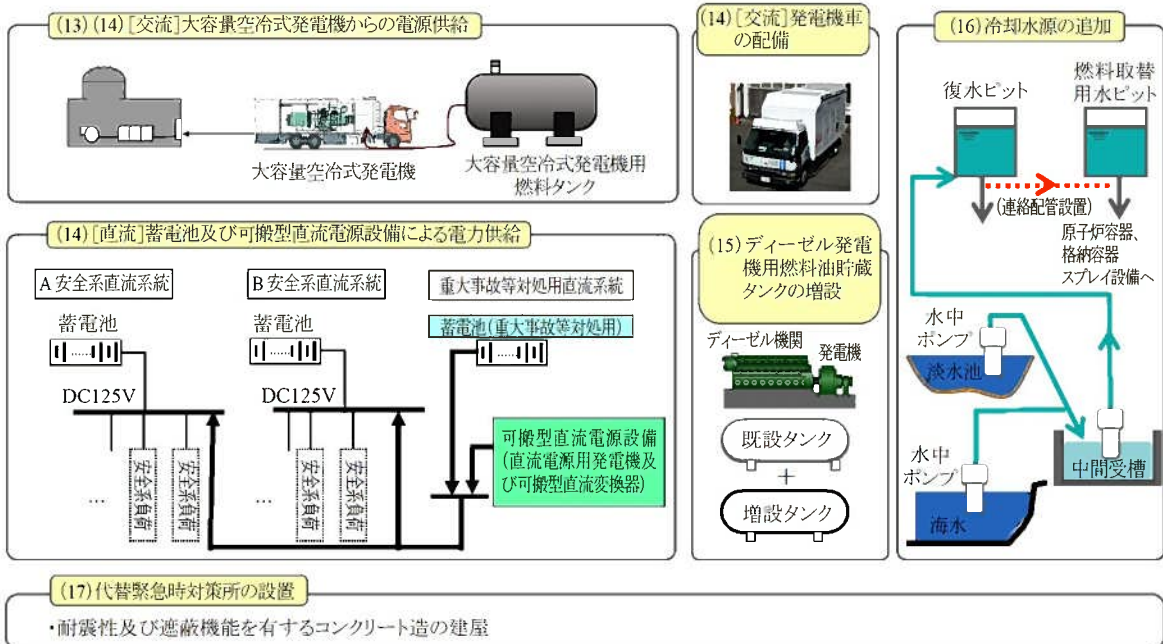 (13)(14)[交流]大容量空冷式発電機からの電源供給
大容量空冷式発電機
大容量空冷式発電機用
燃料タンク
(14)[交流]発電機車
の配備
(16)冷却水源の追加
復水ピット
燃料取替
用水ピット
(連絡配管設置)
原子炉容器、
格納容器
スプレイ設備へ
水中
ポンプ
淡水池
水中
ポンプ
中間受槽
海水
(14)[直流]蓄電池及び可搬型直流電源設備による電力供給
A安全系直流系統
蓄電池
DC125V
安全系負荷
安全系負荷
…
B安全系直流系統
蓄電池
DC125V
安全系負荷
安全系負荷
…
重大事故等対処用直流系統
蓄電池(重大事故等対処用)
可搬型直流電源設備
(直流電源用発電機及
び可搬型直流変換器)
(15)ディーゼル発電
機用燃料油貯蔵
タンクの増設
ディーゼル機関
発電機
既設タンク
+
増設タンク
(17)代替緊急時対策所の設置
・耐震性及び遮蔽機能を有するコンクリート造の建屋